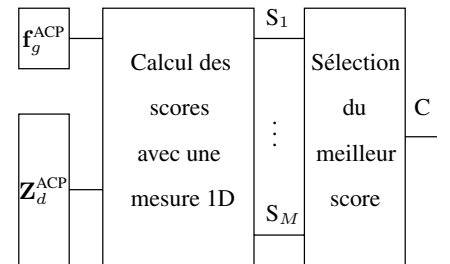 f_g^ACP
Z_d^ACP
Calcul des
scores
avec une
mesure 1D
S_1
⋮
S_M
Sélection
du
meilleur
score
C